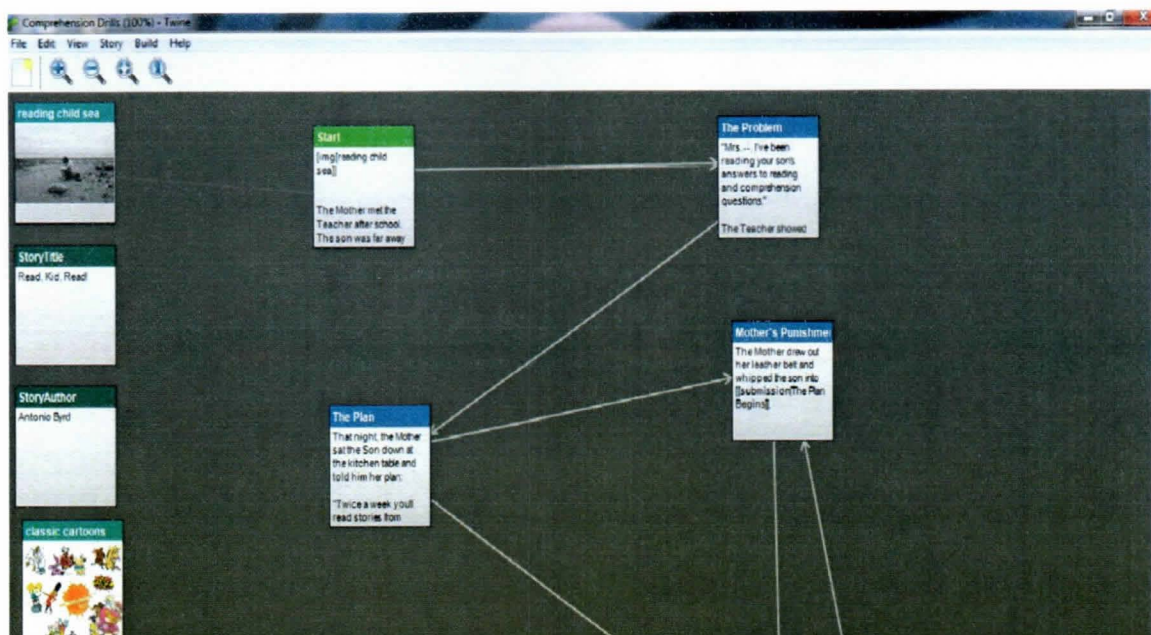 Comprehension Drills (100%) - Twine
File Edit View Story Build Help
reading child sea
Start
[img[reading child
sea]]
The Mother met the
Teacher after school.
The son was far away
The Problem
"Mrs. --, I've been
reading your son's
answers to reading
and comprehension
questions."
The Teacher showed
StoryTitle
Read, Kid, Read!
Mother's Punishme
The Mother drew out
her leather belt and
whipped the son into
[[submission|The Plan
Begins]].
StoryAuthor
Antonio Byrd
The Plan
That night, the Mother
sat the Son down at
the kitchen table and
told him her plan:
"Twice a week you'll
read stories from
classic cartoons